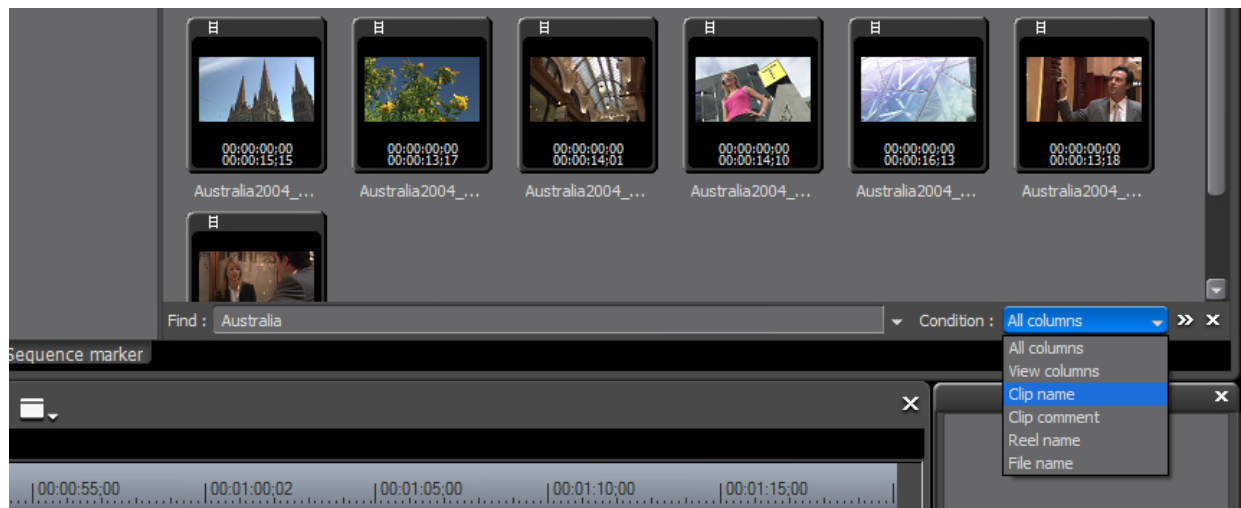 00:00:00;00 00:00:00;00 00:00:00;00 00:00:00;00 00:00:00;00 00:00:00;00
00:00:15;15 00:00:13;17 00:00:14;01 00:00:14;10 00:00:16;13 00:00:13;18
Australia2004_... Australia2004_... Australia2004_... Australia2004_... Australia2004_... Australia2004_...
Find : Australia Condition : All columns
All columns
View columns
Clip name
Clip comment
Reel name
File name
Sequence marker
00:00:55;00 00:01:00;02 00:01:05;00 00:01:10;00 00:01:15;00